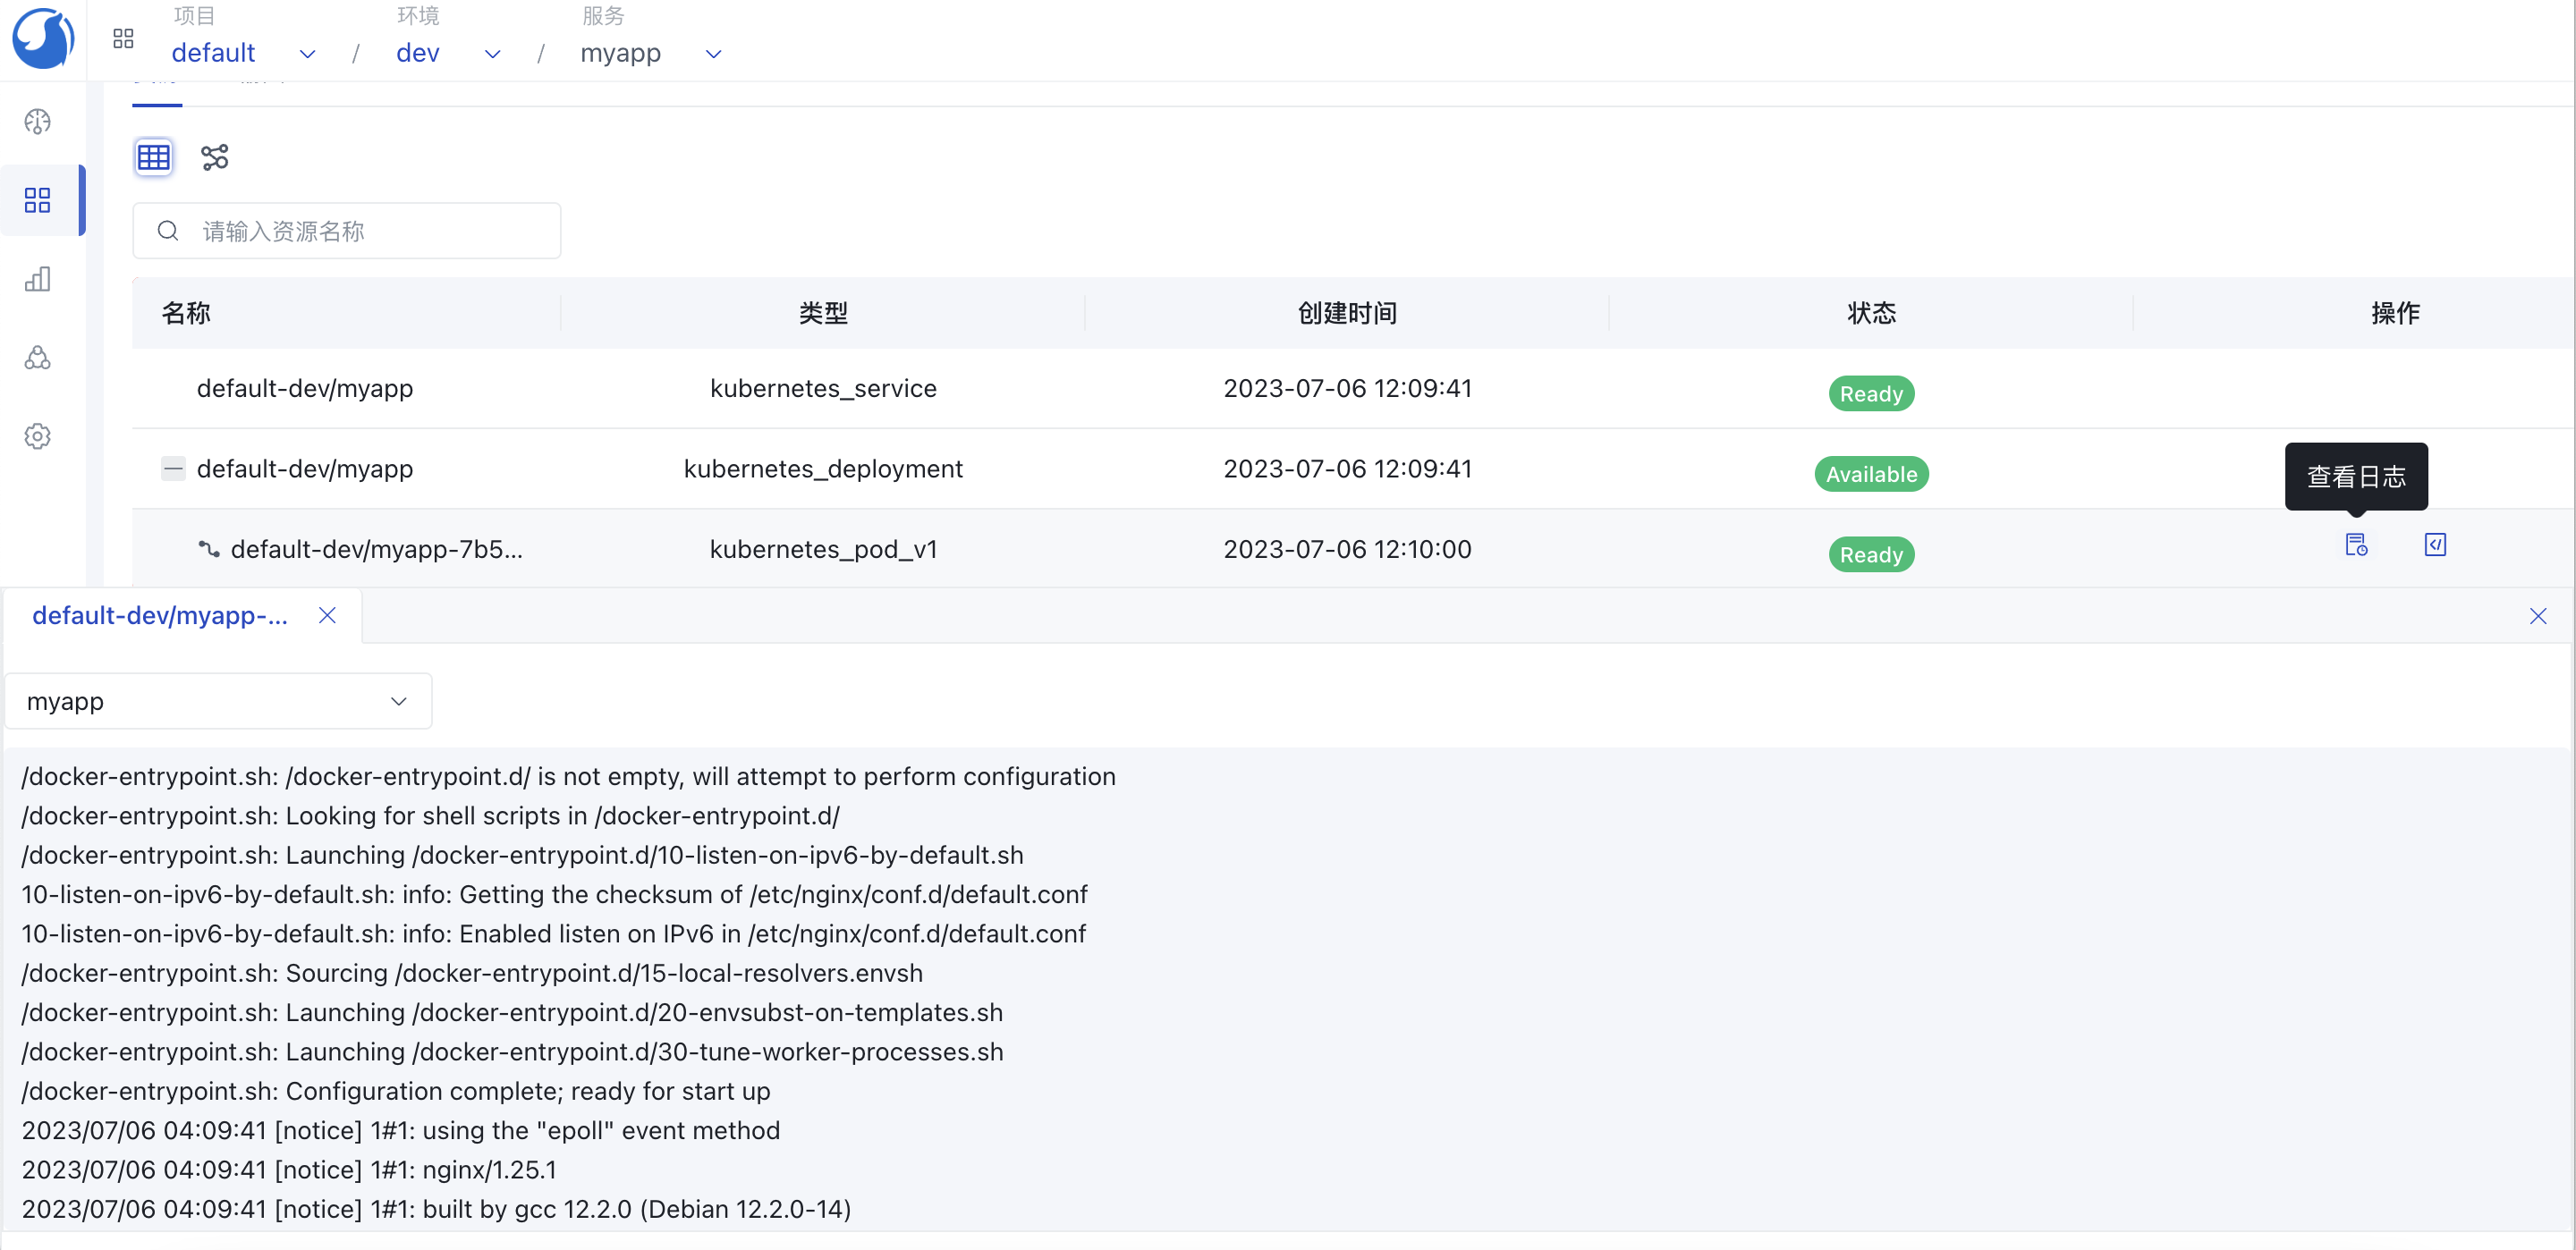 项目 环境 服务
default / dev / myapp
请输入资源名称
名称 类型 创建时间 状态 操作
default-dev/myapp kubernetes_service 2023-07-06 12:09:41 Ready
default-dev/myapp kubernetes_deployment 2023-07-06 12:09:41 Available
查看日志
default-dev/myapp-7b5... kubernetes_pod_v1 2023-07-06 12:10:00 Ready
default-dev/myapp-...
myapp
/docker-entrypoint.sh: /docker-entrypoint.d/ is not empty, will attempt to perform configuration
/docker-entrypoint.sh: Looking for shell scripts in /docker-entrypoint.d/
/docker-entrypoint.sh: Launching /docker-entrypoint.d/10-listen-on-ipv6-by-default.sh
10-listen-on-ipv6-by-default.sh: info: Getting the checksum of /etc/nginx/conf.d/default.conf
10-listen-on-ipv6-by-default.sh: info: Enabled listen on IPv6 in /etc/nginx/conf.d/default.conf
/docker-entrypoint.sh: Sourcing /docker-entrypoint.d/15-local-resolvers.envsh
/docker-entrypoint.sh: Launching /docker-entrypoint.d/20-envsubst-on-templates.sh
/docker-entrypoint.sh: Launching /docker-entrypoint.d/30-tune-worker-processes.sh
/docker-entrypoint.sh: Configuration complete; ready for start up
2023/07/06 04:09:41 [notice] 1#1: using the "epoll" event method
2023/07/06 04:09:41 [notice] 1#1: nginx/1.25.1
2023/07/06 04:09:41 [notice] 1#1: built by gcc 12.2.0 (Debian 12.2.0-14)